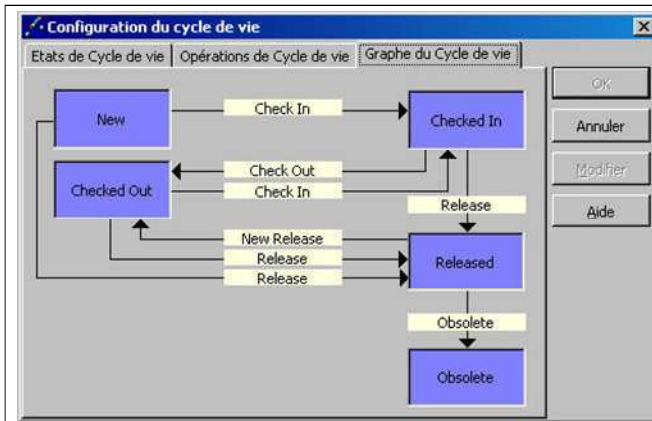 Configuration du cycle de vie
Etats de Cycle de vie
Opérations de Cycle de vie
Graphe du Cycle de vie
New
Check In
Checked In
OK
Annuler
Modifier
Aide
Checked Out
Check Out
Check In
Release
New Release
Release
Release
Released
Obsolete
Obsolete